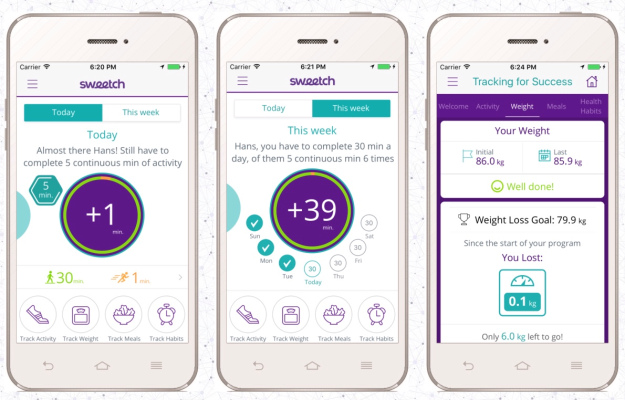 Carrier 6:20 PM
sweetch
Today This week
Today
Almost there Hans! Still have to
complete 5 continuous min of activity
5
min.
+1
min.
30 min. 1 min.
Track Activity Track Weight Track Meals Track Habits
Carrier 6:21 PM
sweetch
Today This week
This week
Hans, you have to complete 30 min a
day, of them 5 continuous min 6 times
+39
min.
Sun
Mon
Tue
30
Today
30
Thu
30
Fri
30
Sat
Track Activity Track Weight Track Meals Track Habits
Carrier 6:24 PM
Tracking for Success
Welcome Activity Weight Meals Health
Habits
Your Weight
Initial Last
86.0 kg 85.9 kg
Well done!
Weight Loss Goal: 79.9 kg
Since the start of your program
You Lost:
0.1 kg
Only 6.0 kg left to go!